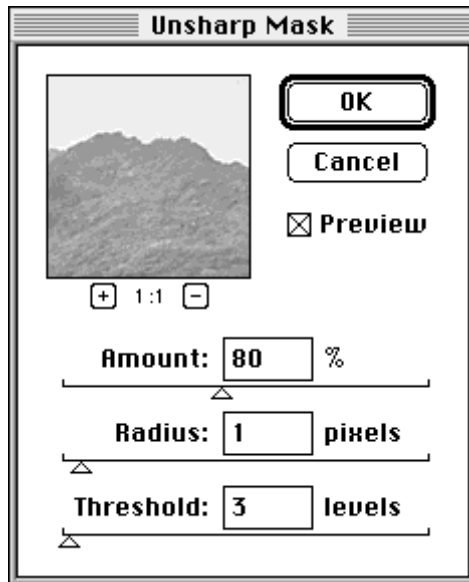 Unsharp Mask
OK
Cancel
Preview
+ 1:1 −
Amount: 80 %
Radius: 1 pixels
Threshold: 3 levels